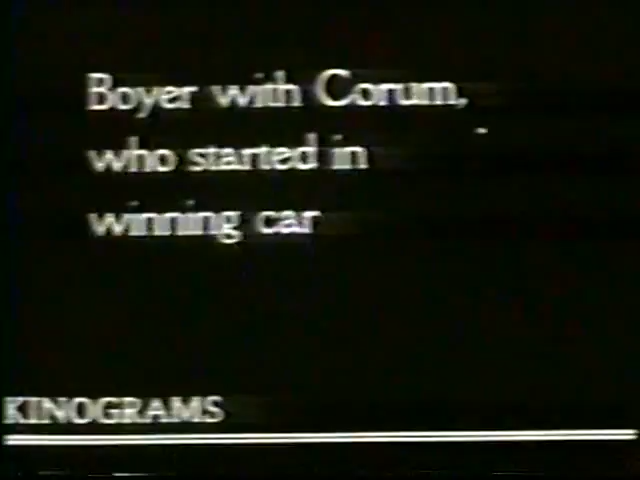 Boyer with Corum,
who started in
winning car
KINOGRAMS